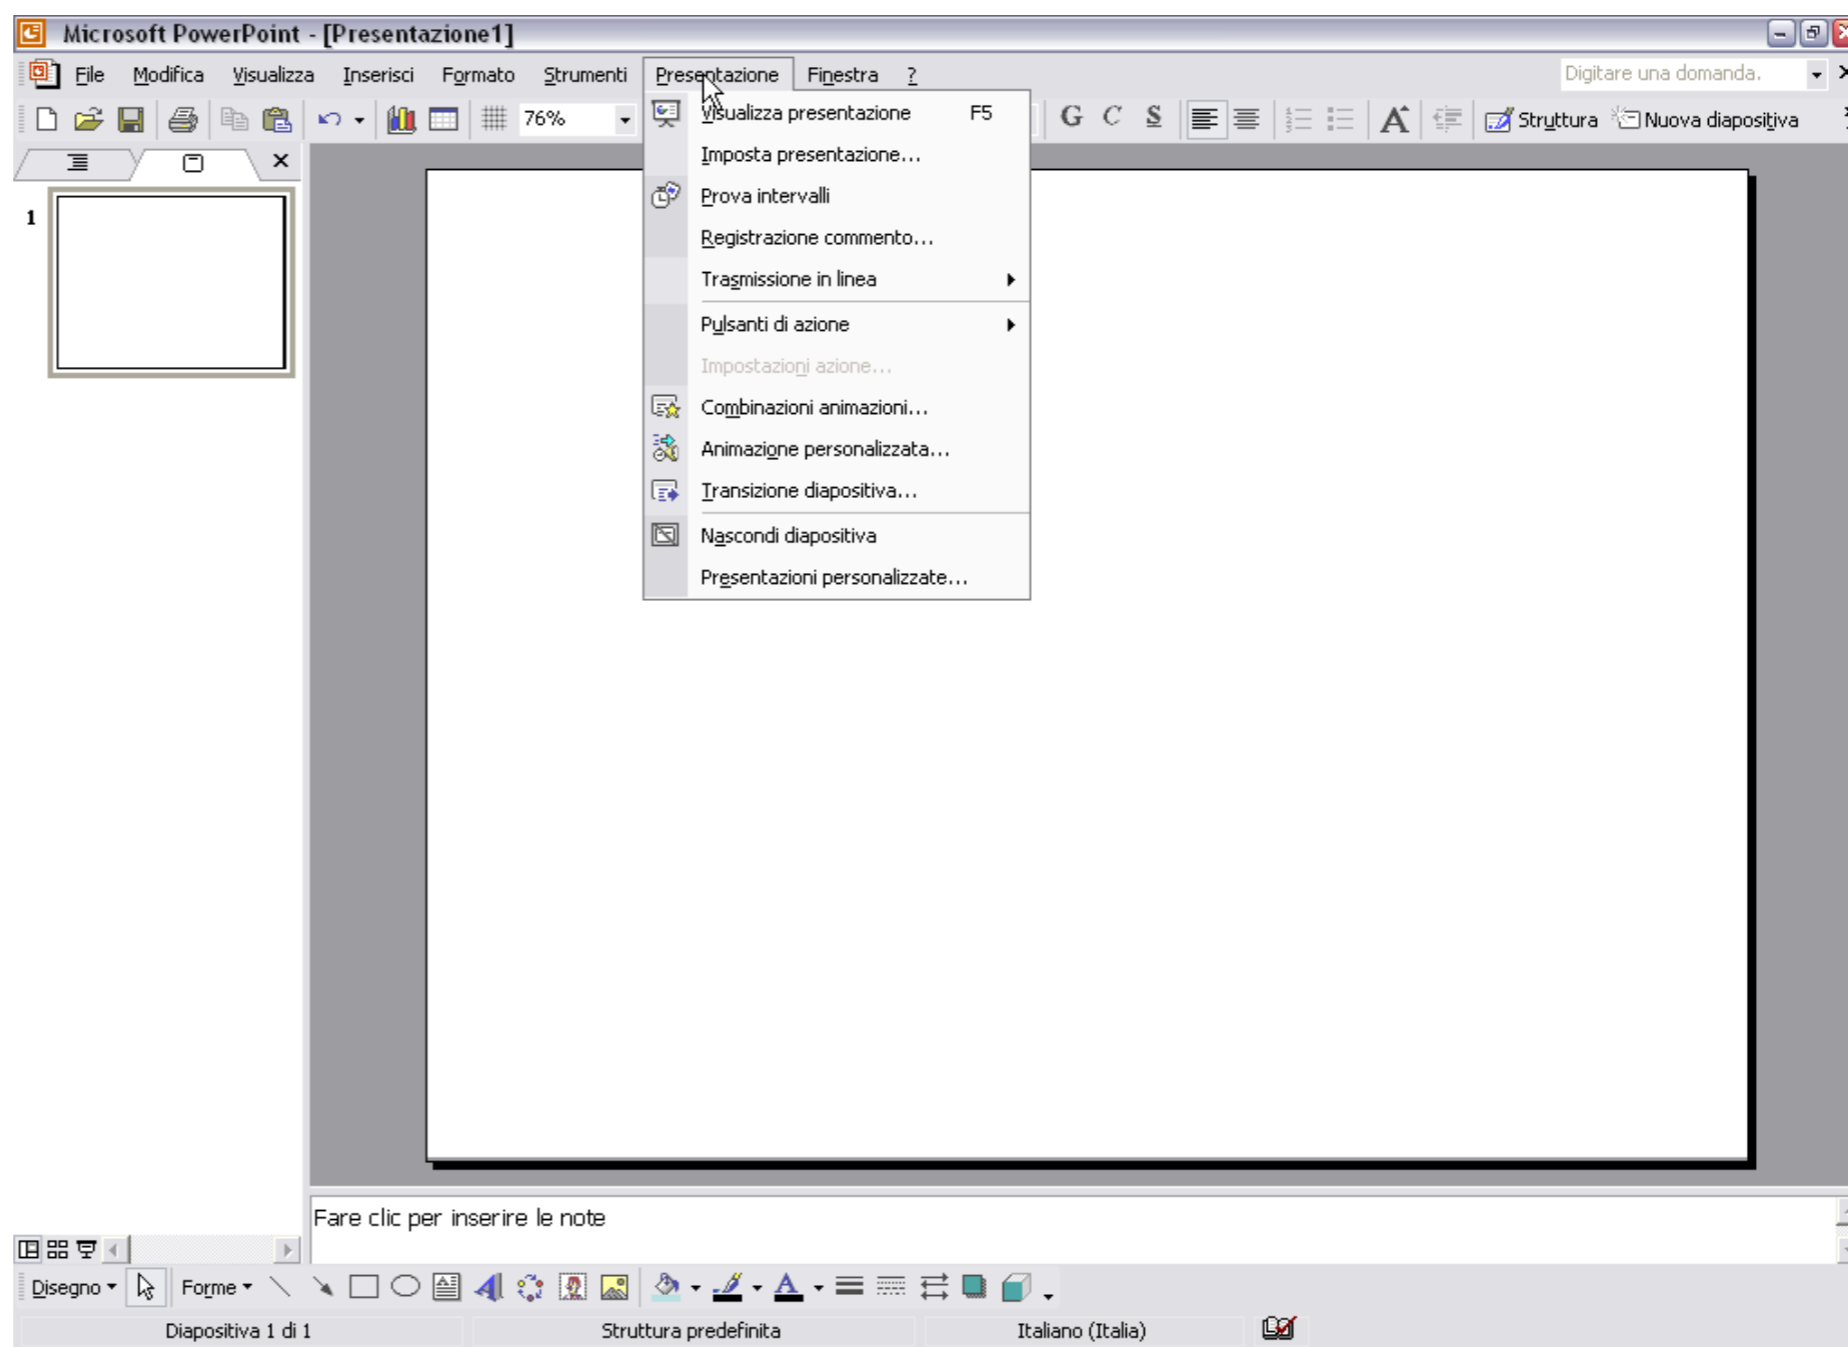 Microsoft PowerPoint - [Presentazione1]
File Modifica Visualizza Inserisci Formato Strumenti Presentazione Finestra ? Digitare una domanda.
76% G C S A Struttura Nuova diapositiva
Visualizza presentazione F5
Imposta presentazione...
Prova intervalli
Registrazione commento...
Trasmissione in linea
Pulsanti di azione
Impostazioni azione...
Combinazioni animazioni...
Animazione personalizzata...
Transizione diapositiva...
Nascondi diapositiva
Presentazioni personalizzate...
1
Fare clic per inserire le note
Disegno Forme
Diapositiva 1 di 1 Struttura predefinita Italiano (Italia)